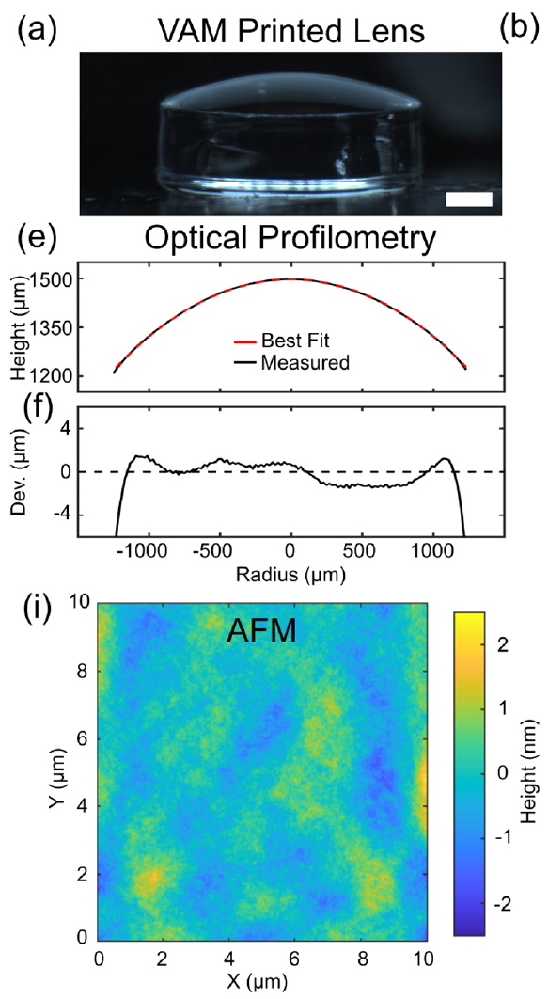 (a) VAM Printed Lens (b)
(e) Optical Profilometry
Height (µm)
1500
1350
1200
Best Fit
Measured
(f)
Dev. (µm)
4
0
-4
-1000 -500 0 500 1000
Radius (µm)
(i)
AFM
Y (µm)
10
8
6
4
2
0
0 2 4 6 8 10
X (µm)
2
1
0
-1
-2
Height (nm)